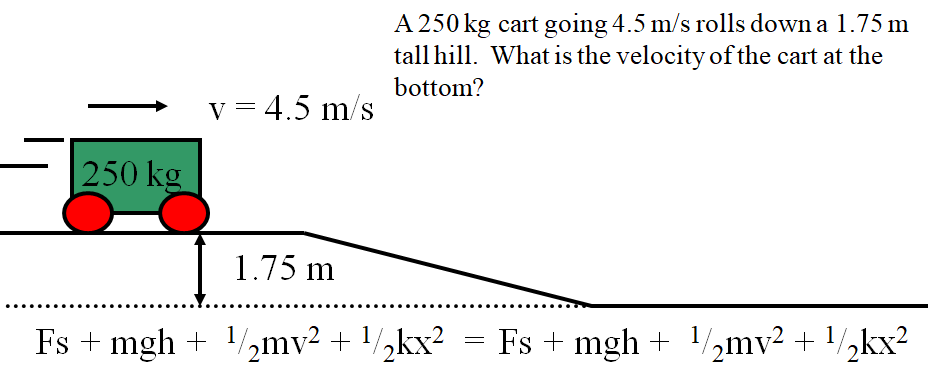 A 250 kg cart going 4.5 m/s rolls down a 1.75 m
tall hill.  What is the velocity of the cart at the
bottom?
v = 4.5 m/s
250 kg
1.75 m
Fs + mgh + ¹/₂mv² + ¹/₂kx² = Fs + mgh + ¹/₂mv² + ¹/₂kx²